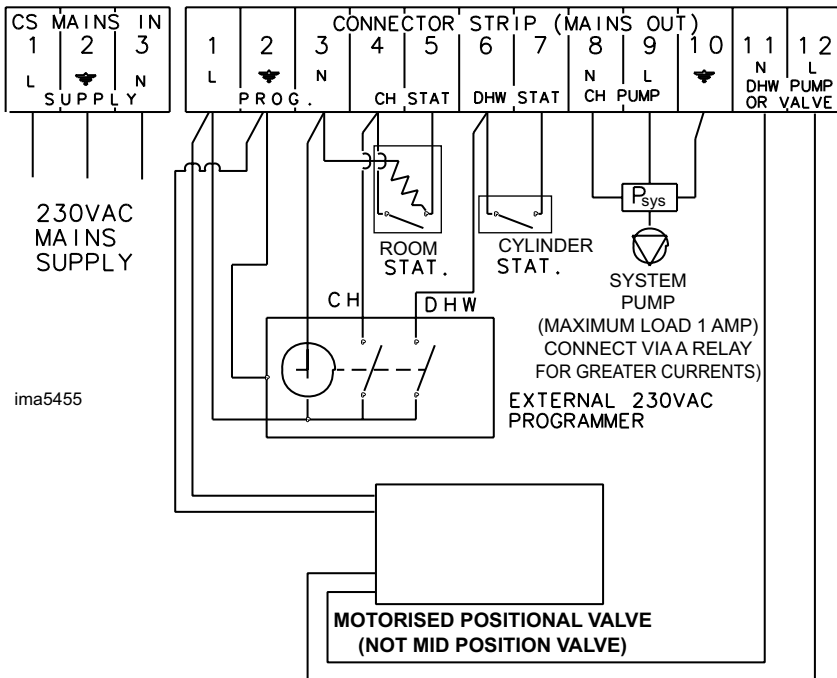 CS MAINS IN
1 2 3
L N
SUPPLY
CONNECTOR STRIP (MAINS OUT)
1 2 3 4 5 6 7 8 9 10 11 12
L N N L N L
PROG. CH STAT DHW STAT CH PUMP DHW PUMP
OR VALVE
230VAC
MAINS
SUPPLY
ROOM
STAT.
CYLINDER
STAT.
Psys
SYSTEM
PUMP
(MAXIMUM LOAD 1 AMP)
CONNECT VIA A RELAY
FOR GREATER CURRENTS)
CH DHW
ima5455
EXTERNAL 230VAC
PROGRAMMER
MOTORISED POSITIONAL VALVE
(NOT MID POSITION VALVE)